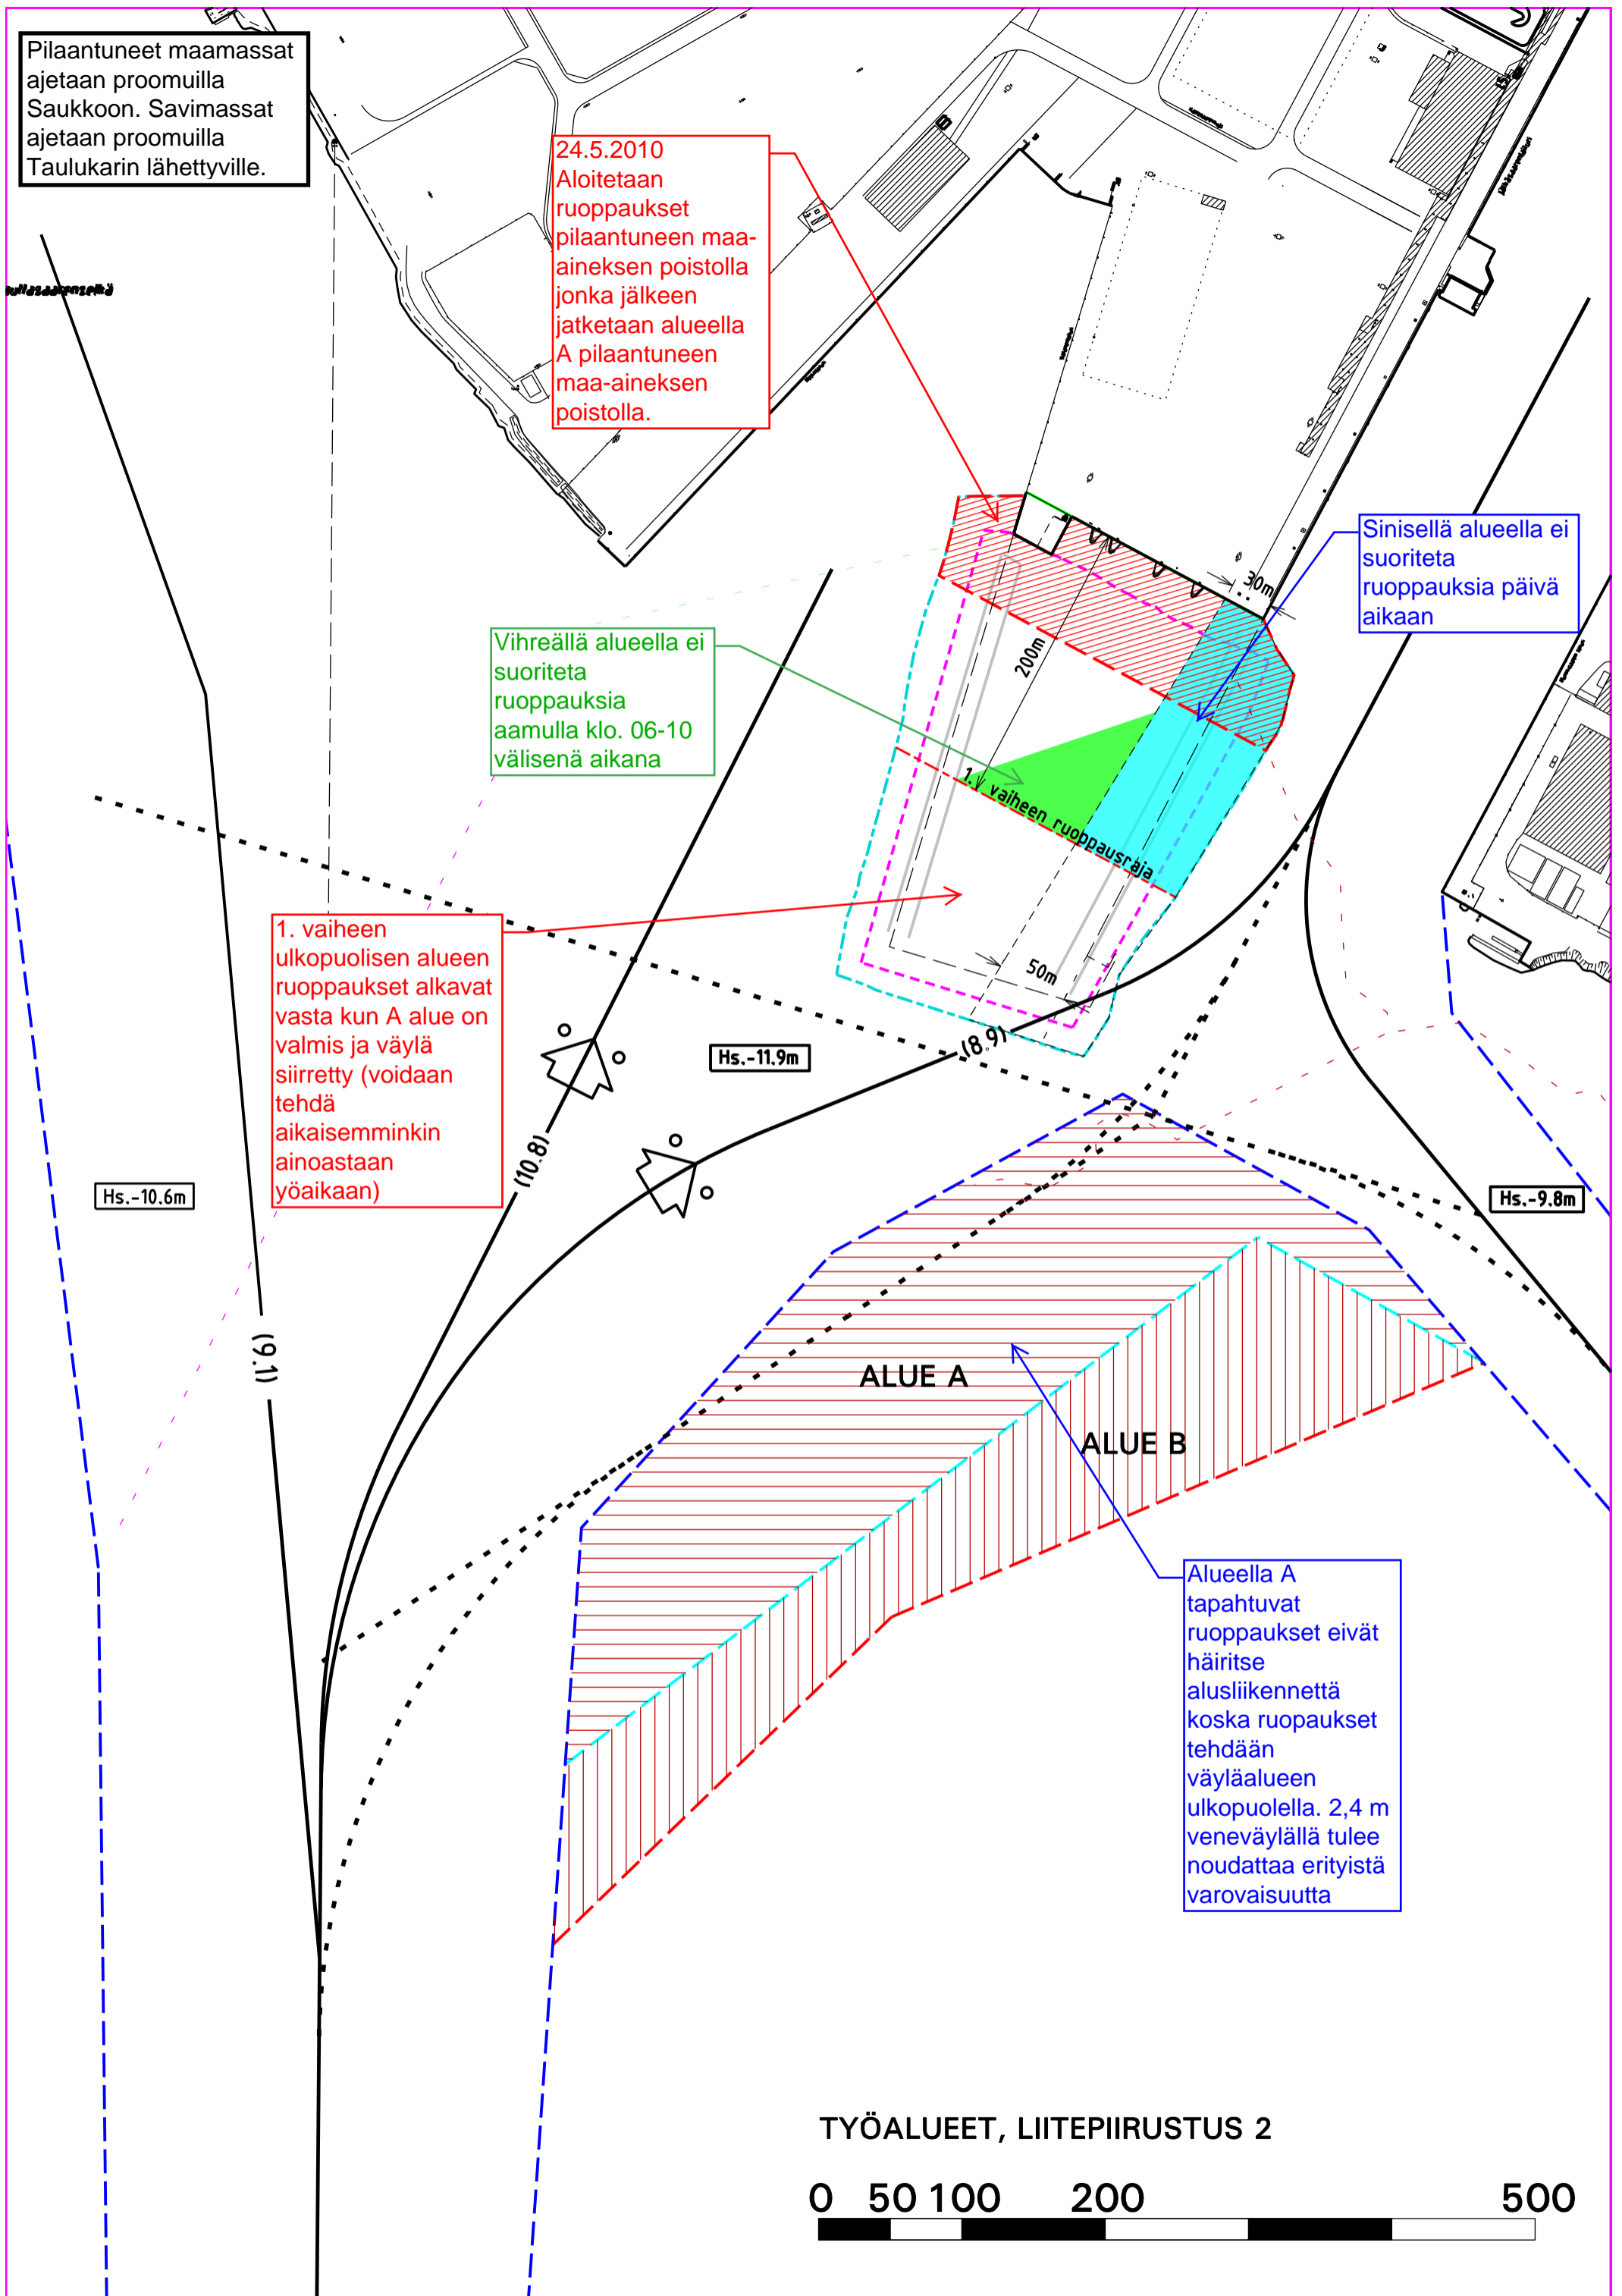 Pilaantuneet maamassat
ajetaan proomuilla
Saukkoon. Savimassat
ajetaan proomuilla
Taulukarin lähettyville.
24.5.2010
Aloitetaan
ruoppaukset
pilaantuneen maa-
aineksen poistolla
jonka jälkeen
jatketaan alueella
A pilaantuneen
maa-aineksen
poistolla.
Sinisellä alueella ei
suoriteta
ruoppauksia päivä
aikaan
30m
200m
Vihreällä alueella ei
suoriteta
ruoppauksia
aamulla klo. 06-10
välisenä aikana
1. vaiheen ruoppausraja
1. vaiheen
ulkopuolisen alueen
ruoppaukset alkavat
vasta kun A alue on
valmis ja väylä
siirretty (voidaan
tehdä
aikaisemminkin
ainoastaan
yöaikaan)
50m
(8.9)
Hs.-11.9m
(10.8)
Hs.-10.6m
Hs.-9.8m
(9.1)
ALUE A
ALUE B
Alueella A
tapahtuvat
ruoppaukset eivät
häiritse
alusliikennettä
koska ruopaukset
tehdään
väyläalueen
ulkopuolella. 2,4 m
veneväylällä tulee
noudattaa erityistä
varovaisuutta
TYÖALUEET, LIITEPIIRUSTUS 2
0 50 100 200 500